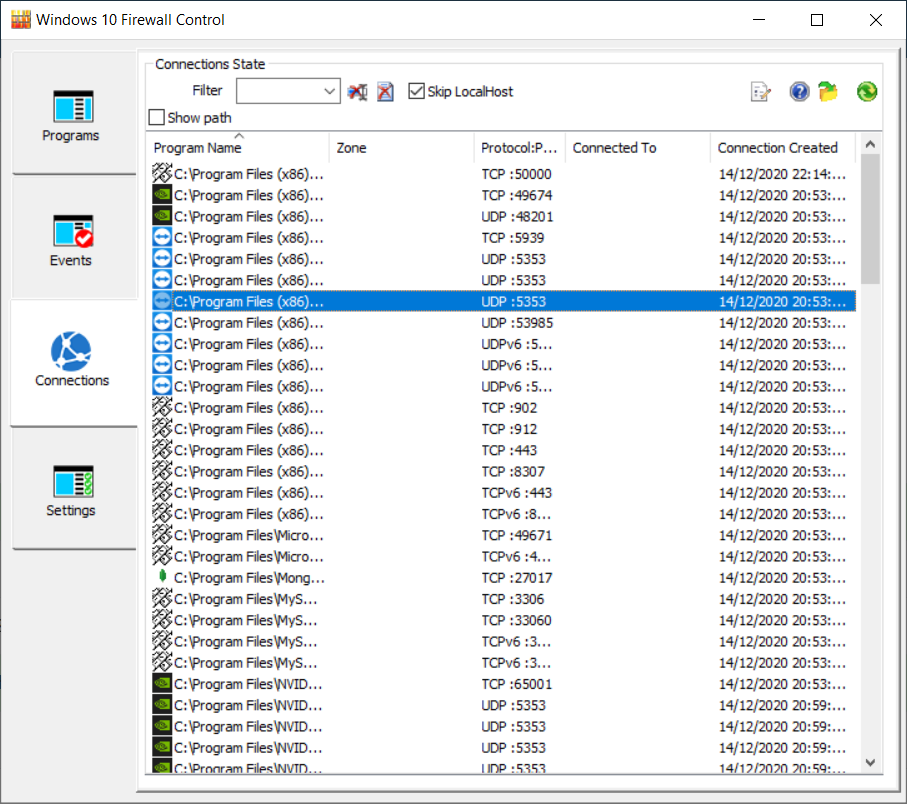 Windows 10 Firewall Control
Programs
Events
Connections
Settings
Connections State
Filter
Skip LocalHost
Show path
Program Name Zone Protocol:P... Connected To Connection Created
C:\Program Files (x86)... TCP :50000 14/12/2020 22:14:...
C:\Program Files (x86)... TCP :49674 14/12/2020 20:53:...
C:\Program Files (x86)... UDP :48201 14/12/2020 20:53:...
C:\Program Files (x86)... TCP :5939 14/12/2020 20:53:...
C:\Program Files (x86)... UDP :5353 14/12/2020 20:53:...
C:\Program Files (x86)... UDP :5353 14/12/2020 20:53:...
C:\Program Files (x86)... UDP :5353 14/12/2020 20:53:...
C:\Program Files (x86)... UDP :53985 14/12/2020 20:53:...
C:\Program Files (x86)... UDPv6 :5... 14/12/2020 20:53:...
C:\Program Files (x86)... UDPv6 :5... 14/12/2020 20:53:...
C:\Program Files (x86)... UDPv6 :5... 14/12/2020 20:53:...
C:\Program Files (x86)... TCP :902 14/12/2020 20:53:...
C:\Program Files (x86)... TCP :912 14/12/2020 20:53:...
C:\Program Files (x86)... TCP :443 14/12/2020 20:53:...
C:\Program Files (x86)... TCP :8307 14/12/2020 20:53:...
C:\Program Files (x86)... TCPv6 :443 14/12/2020 20:53:...
C:\Program Files (x86)... TCPv6 :8... 14/12/2020 20:53:...
C:\Program Files\Micro... TCP :49671 14/12/2020 20:53:...
C:\Program Files\Micro... TCPv6 :4... 14/12/2020 20:53:...
C:\Program Files\Mong... TCP :27017 14/12/2020 20:53:...
C:\Program Files\MyS... TCP :3306 14/12/2020 20:53:...
C:\Program Files\MyS... TCP :33060 14/12/2020 20:53:...
C:\Program Files\MyS... TCPv6 :3... 14/12/2020 20:53:...
C:\Program Files\MyS... TCPv6 :3... 14/12/2020 20:53:...
C:\Program Files\NVID... TCP :65001 14/12/2020 20:53:...
C:\Program Files\NVID... UDP :5353 14/12/2020 20:59:...
C:\Program Files\NVID... UDP :5353 14/12/2020 20:59:...
C:\Program Files\NVID... UDP :5353 14/12/2020 20:59:...
C:\Program Files\NVID... UDP :5353 14/12/2020 20:59:...